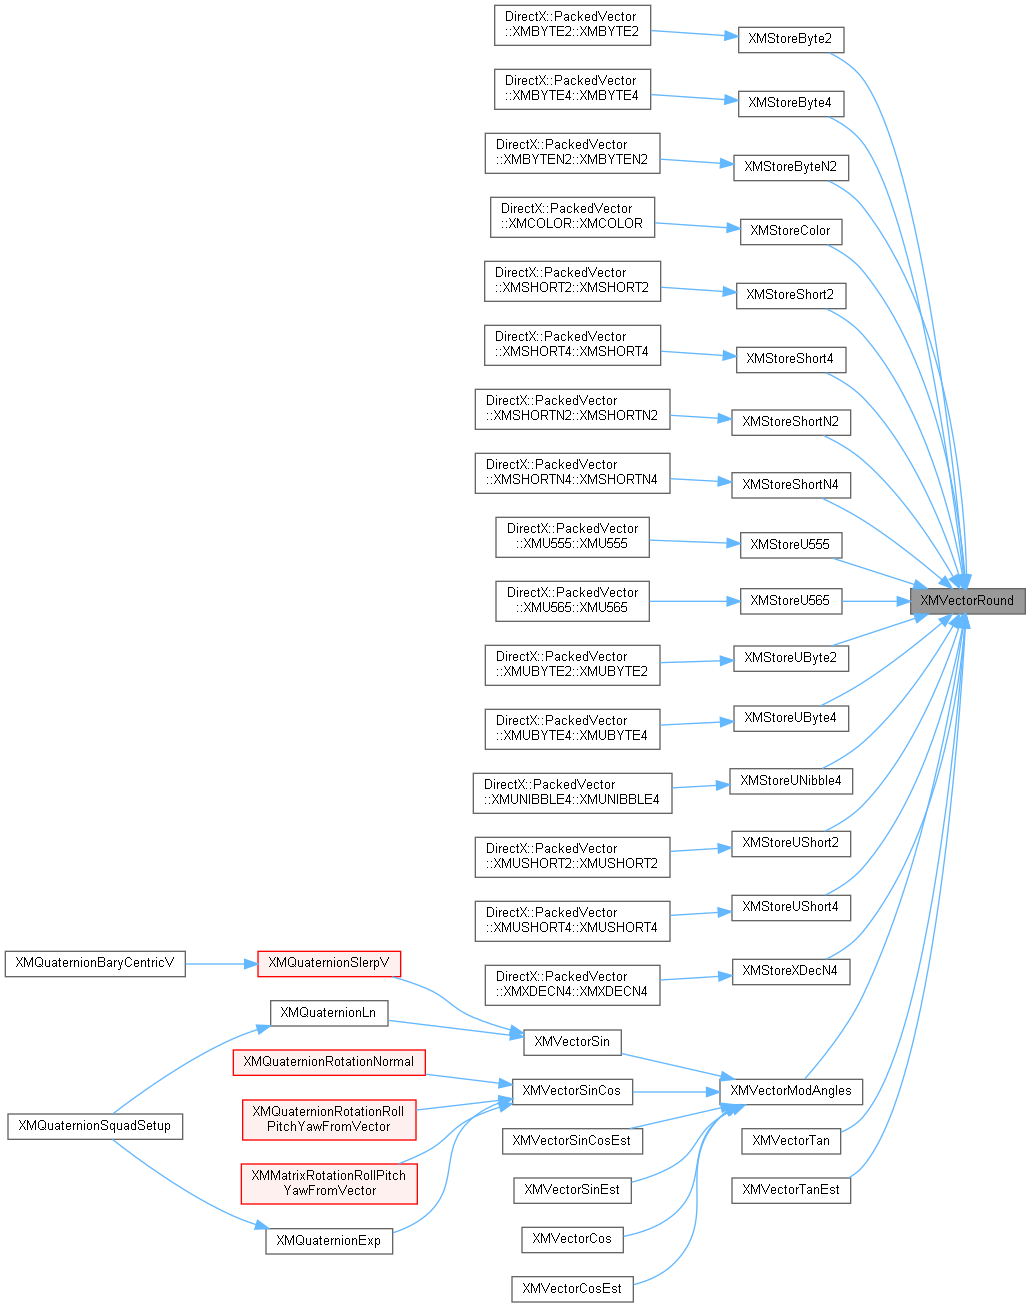 DirectX::PackedVector
::XMBYTE2::XMBYTE2
XMStoreByte2
DirectX::PackedVector
::XMBYTE4::XMBYTE4
XMStoreByte4
DirectX::PackedVector
::XMBYTEN2::XMBYTEN2
XMStoreByteN2
DirectX::PackedVector
::XMCOLOR::XMCOLOR
XMStoreColor
DirectX::PackedVector
::XMSHORT2::XMSHORT2
XMStoreShort2
DirectX::PackedVector
::XMSHORT4::XMSHORT4
XMStoreShort4
DirectX::PackedVector
::XMSHORTN2::XMSHORTN2
XMStoreShortN2
DirectX::PackedVector
::XMSHORTN4::XMSHORTN4
XMStoreShortN4
DirectX::PackedVector
::XMU555::XMU555
XMStoreU555
DirectX::PackedVector
::XMU565::XMU565
XMStoreU565
XMVectorRound
DirectX::PackedVector
::XMUBYTE2::XMUBYTE2
XMStoreUByte2
DirectX::PackedVector
::XMUBYTE4::XMUBYTE4
XMStoreUByte4
DirectX::PackedVector
::XMUNIBBLE4::XMUNIBBLE4
XMStoreUNibble4
DirectX::PackedVector
::XMUSHORT2::XMUSHORT2
XMStoreUShort2
DirectX::PackedVector
::XMUSHORT4::XMUSHORT4
XMStoreUShort4
DirectX::PackedVector
::XMXDECN4::XMXDECN4
XMStoreXDecN4
XMQuaternionBaryCentricV
XMQuaternionSlerpV
XMQuaternionLn
XMVectorSin
XMQuaternionRotationNormal
XMVectorSinCos
XMVectorModAngles
XMQuaternionRotationRoll
PitchYawFromVector
XMQuaternionSquadSetup
XMVectorSinCosEst
XMVectorTan
XMMatrixRotationRollPitch
YawFromVector
XMVectorSinEst
XMVectorTanEst
XMQuaternionExp
XMVectorCos
XMVectorCosEst